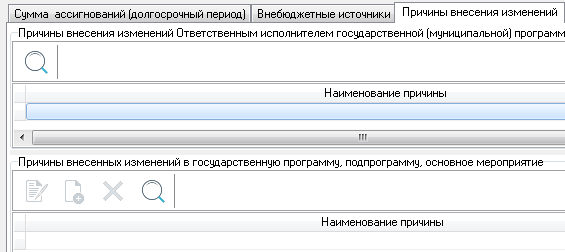 Сумма ассигнований (долгосрочный период) Внебюджетные источники Причины внесения изменений
Причины внесения изменений Ответственным исполнителем государственной (муниципальной) програм
Наименование причины
Причины внесенных изменений в государственную программу, подпрограмму, основное мероприятие
Наименование причины